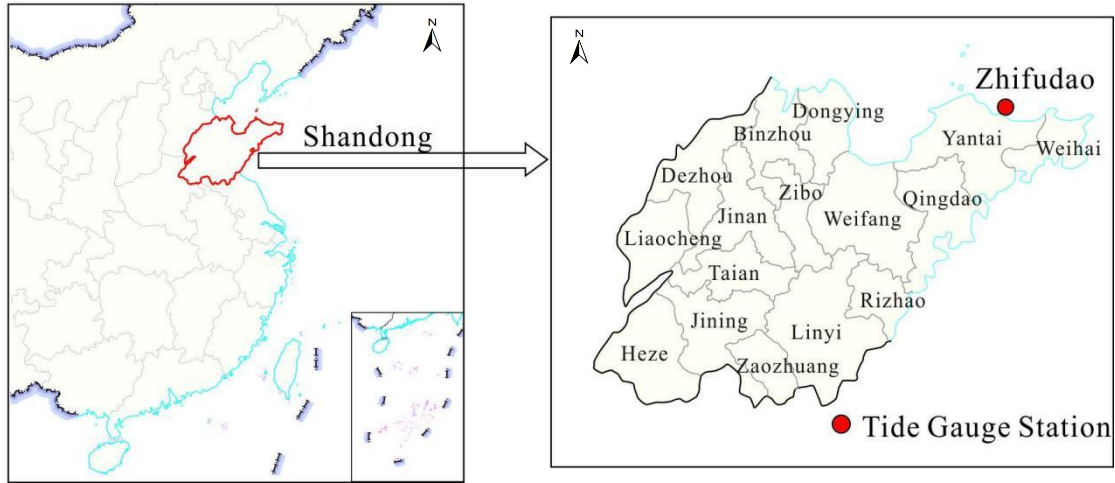 N
Shandong
N
Zhifudao
Dongying
Binzhou
Yantai
Weihai
Dezhou
Zibo
Qingdao
Jinan
Weifang
Liaocheng
Taian
Rizhao
Jining
Linyi
Heze
Zaozhuang
Tide Gauge Station